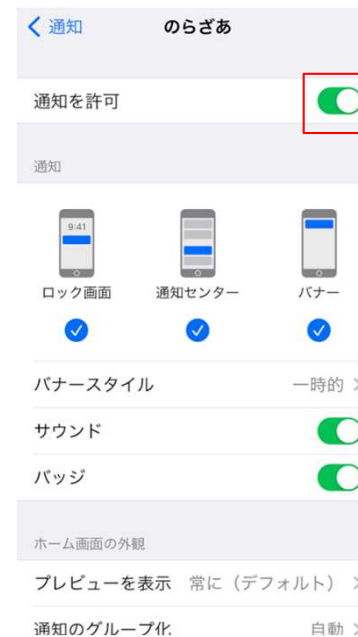 通知 のらざあ
通知を許可
通知
9:41
ロック画面 通知センター バナー
バナースタイル 一時的
サウンド
バッジ
ホーム画面の外観
プレビューを表示 常に（デフォルト）
通知のグループ化 自動